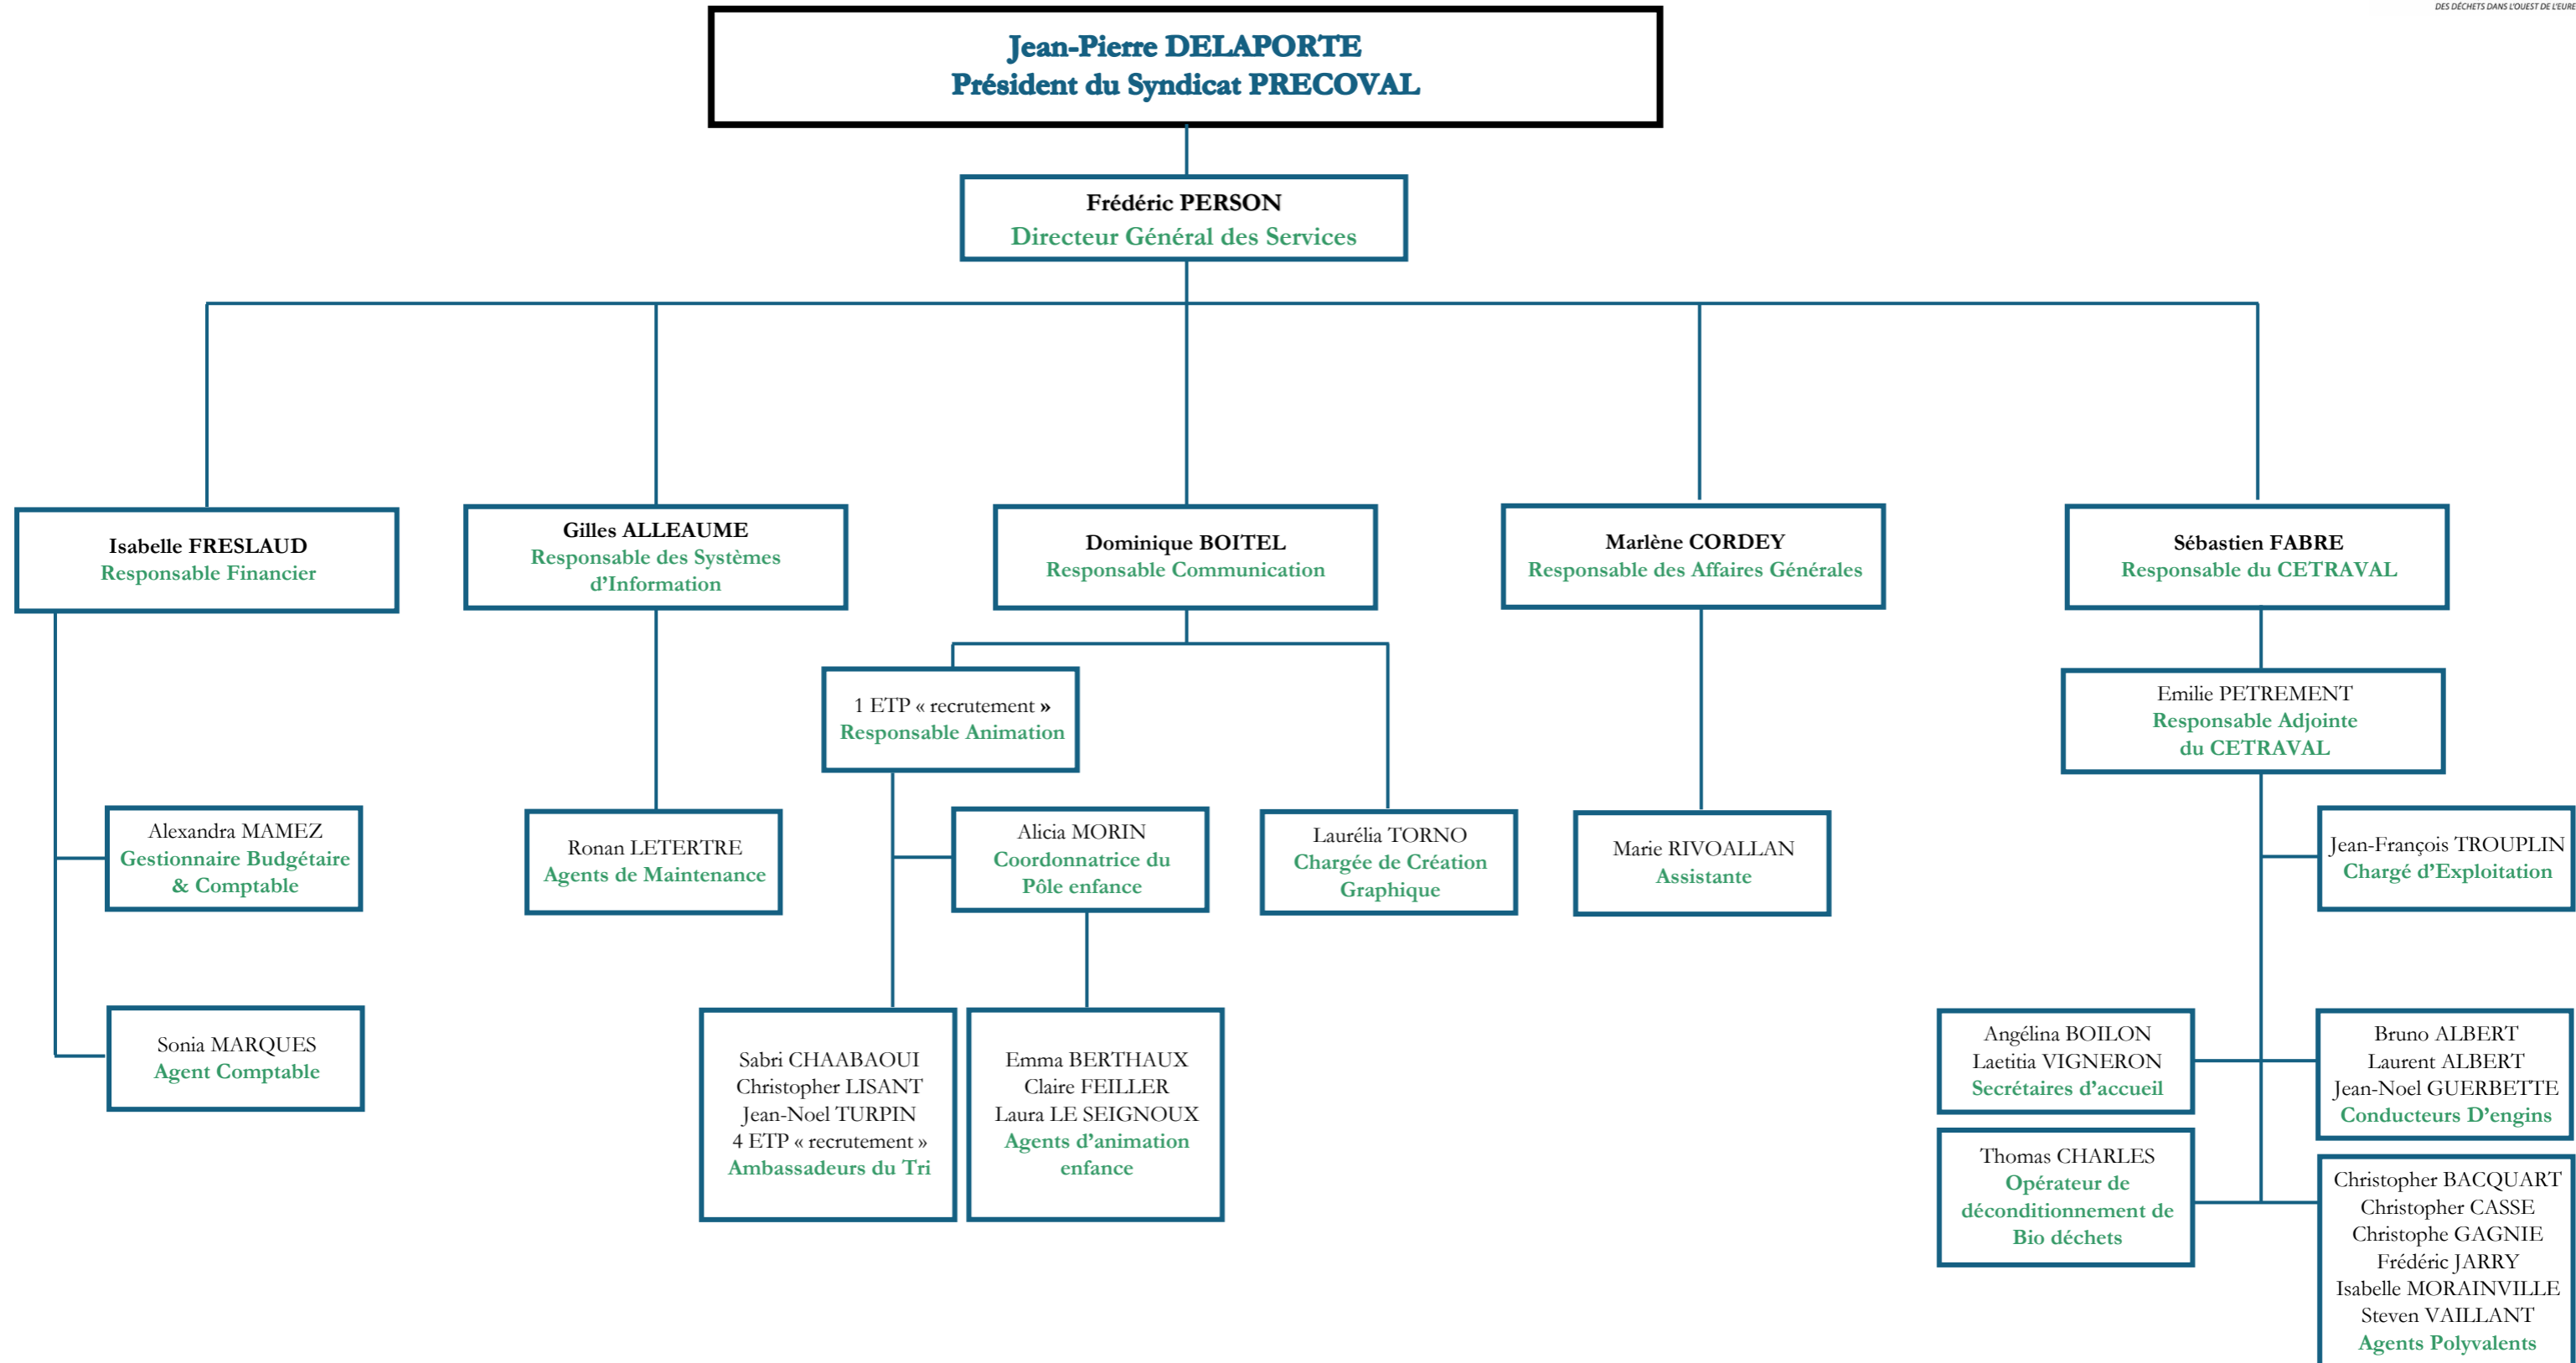 DES DÉCHETS DANS L'OUEST DE L'EURE
Jean-Pierre DELAPORTE
Président du Syndicat PRECOVAL
Frédéric PERSON
Directeur Général des Services
Isabelle FRESLAUD
Responsable Financier
Gilles ALLEAUME
Responsable des Systèmes
d'Information
Dominique BOITEL
Responsable Communication
Marlène CORDEY
Responsable des Affaires Générales
Sébastien FABRE
Responsable du CETRAVAL
1 ETP « recrutement »
Responsable Animation
Emilie PETREMENT
Responsable Adjointe
du CETRAVAL
Alexandra MAMEZ
Gestionnaire Budgétaire
& Comptable
Ronan LETERTRE
Agents de Maintenance
Alicia MORIN
Coordonnatrice du
Pôle enfance
Laurélia TORNO
Chargée de Création
Graphique
Marie RIVOALLAN
Assistante
Jean-François TROUPLIN
Chargé d'Exploitation
Sonia MARQUES
Agent Comptable
Sabri CHAABAOUI
Christopher LISANT
Jean-Noel TURPIN
4 ETP « recrutement »
Ambassadeurs du Tri
Emma BERTHAUX
Claire FEILLER
Laura LE SEIGNOUX
Agents d'animation
enfance
Angélina BOILON
Laetitia VIGNERON
Secrétaires d'accueil
Bruno ALBERT
Laurent ALBERT
Jean-Noel GUERBETTE
Conducteurs D'engins
Thomas CHARLES
Opérateur de
déconditionnement de
Bio déchets
Christopher BACQUART
Christopher CASSE
Christophe GAGNIE
Frédéric JARRY
Isabelle MORAINVILLE
Steven VAILLANT
Agents Polyvalents